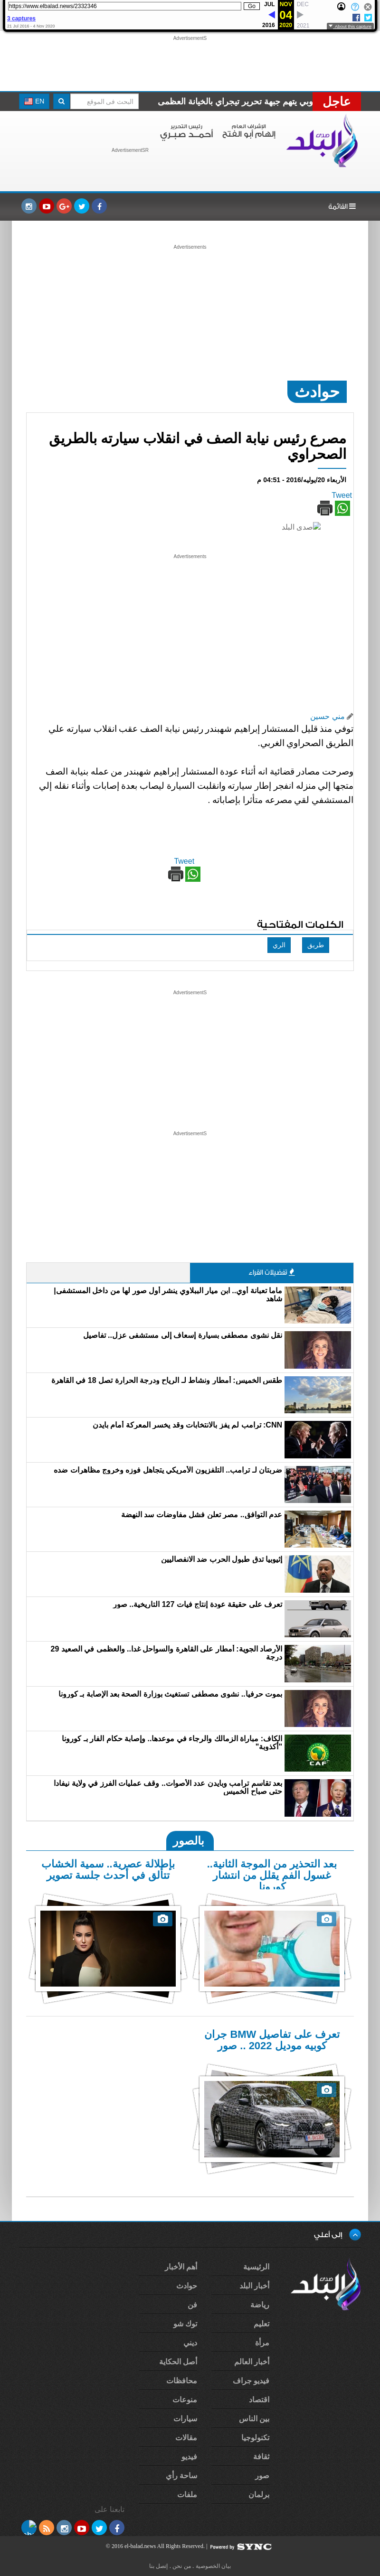 https://www.elbalad.news/2332346
Go
JUL NOV DEC
04
2016 2020 2021
3 captures
21 Jul 2016 - 4 Nov 2020
About this capture
AdvertisementS
عاجل
وبي يتهم جبهة تحرير تيجراي بالخيانة العظمى
البحث فى الموقع
EN
صدى البلد
الإشراف العام
إلهام أبو الفتح
رئيس التحرير
أحمد صبري
AdvertisementSR
القائمة
Advertisements
حوادث
مصرع رئيس نيابة الصف في انقلاب سيارته بالطريق
الصحراوي
الأربعاء 20/يوليه/2016 - 04:51 م
Tweet
صدى البلد
Advertisements
منى حسين
توفي منذ قليل المستشار إبراهيم شهبندر رئيس نيابة الصف عقب انقلاب سيارته علي
الطريق الصحراوي الغربي.
وصرحت مصادر قضائية انه أثناء عودة المستشار إبراهيم شهبندر من عمله بنيابة الصف
متجها إلي منزله انفجر إطار سيارته وانقلبت السيارة ليصاب بعدة إصابات وأثناء نقله إلي
المستشفي لقي مصرعه متأثرا بإصاباته .
Tweet
الكلمات المفتاحية
طريق
الري
AdvertisementS
AdvertisementS
تفضيلات القراء
ماما تعبانة أوي.. ابن ميار الببلاوي ينشر أول صور لها من داخل المستشفى|
شاهد
نقل نشوى مصطفى بسيارة إسعاف إلى مستشفى عزل.. تفاصيل
طقس الخميس: أمطار ونشاط لـ الرياح ودرجة الحرارة تصل 18 في القاهرة
CNN: ترامب لم يفز بالانتخابات وقد يخسر المعركة أمام بايدن
ضربتان لـ ترامب.. التلفزيون الأمريكي يتجاهل فوزه وخروج مظاهرات ضده
عدم التوافق.. مصر تعلن فشل مفاوضات سد النهضة
إثيوبيا تدق طبول الحرب ضد الانفصاليين
تعرف على حقيقة عودة إنتاج فيات 127 التاريخية.. صور
الأرصاد الجوية: أمطار على القاهرة والسواحل غدا.. والعظمى في الصعيد 29
درجة
بموت حرفيا.. نشوى مصطفى تستغيث بوزارة الصحة بعد الإصابة بـ كورونا
الكاف: مباراة الزمالك والرجاء في موعدها.. وإصابة حكام الفار بـ كورونا
"أكذوبة"
CAF
بعد تقاسم ترامب وبايدن عدد الأصوات.. وقف عمليات الفرز في ولاية نيفادا
حتى صباح الخميس
بالصور
بعد التحذير من الموجة الثانية..
غسول الفم يقلل من انتشار
كورونا
بإطلالة عصرية.. سمية الخشاب
تتألق في أحدث جلسة تصوير
تعرف على تفاصيل BMW جران
كوبيه موديل 2022 .. صور
إلى أعلي
صدى البلد
الرئيسية
أخبار البلد
رياضة
تعليم
مرأة
أخبار العالم
فيديو جراف
اقتصاد
بين الناس
تكنولوجيا
ثقافة
صور
برلمان
أهم الأخبار
حوادث
فن
توك شو
ديني
أصل الحكاية
محافظات
منوعات
سيارات
مقالات
فيديو
ساحة رأي
ملفات
تابعنا على
© 2016 el-balad.news All Rights Reserved. | Powered by SYNC
بيان الخصوصية . من نحن . إتصل بنا